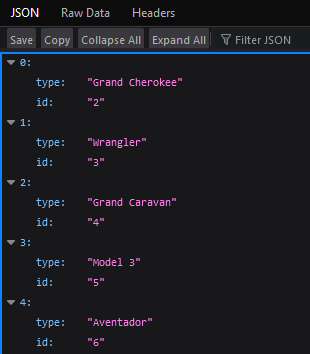 JSON Raw Data Headers
Save Copy Collapse All Expand All Filter JSON
0:
type: "Grand Cherokee"
id: "2"
1:
type: "Wrangler"
id: "3"
2:
type: "Grand Caravan"
id: "4"
3:
type: "Model 3"
id: "5"
4:
type: "Aventador"
id: "6"